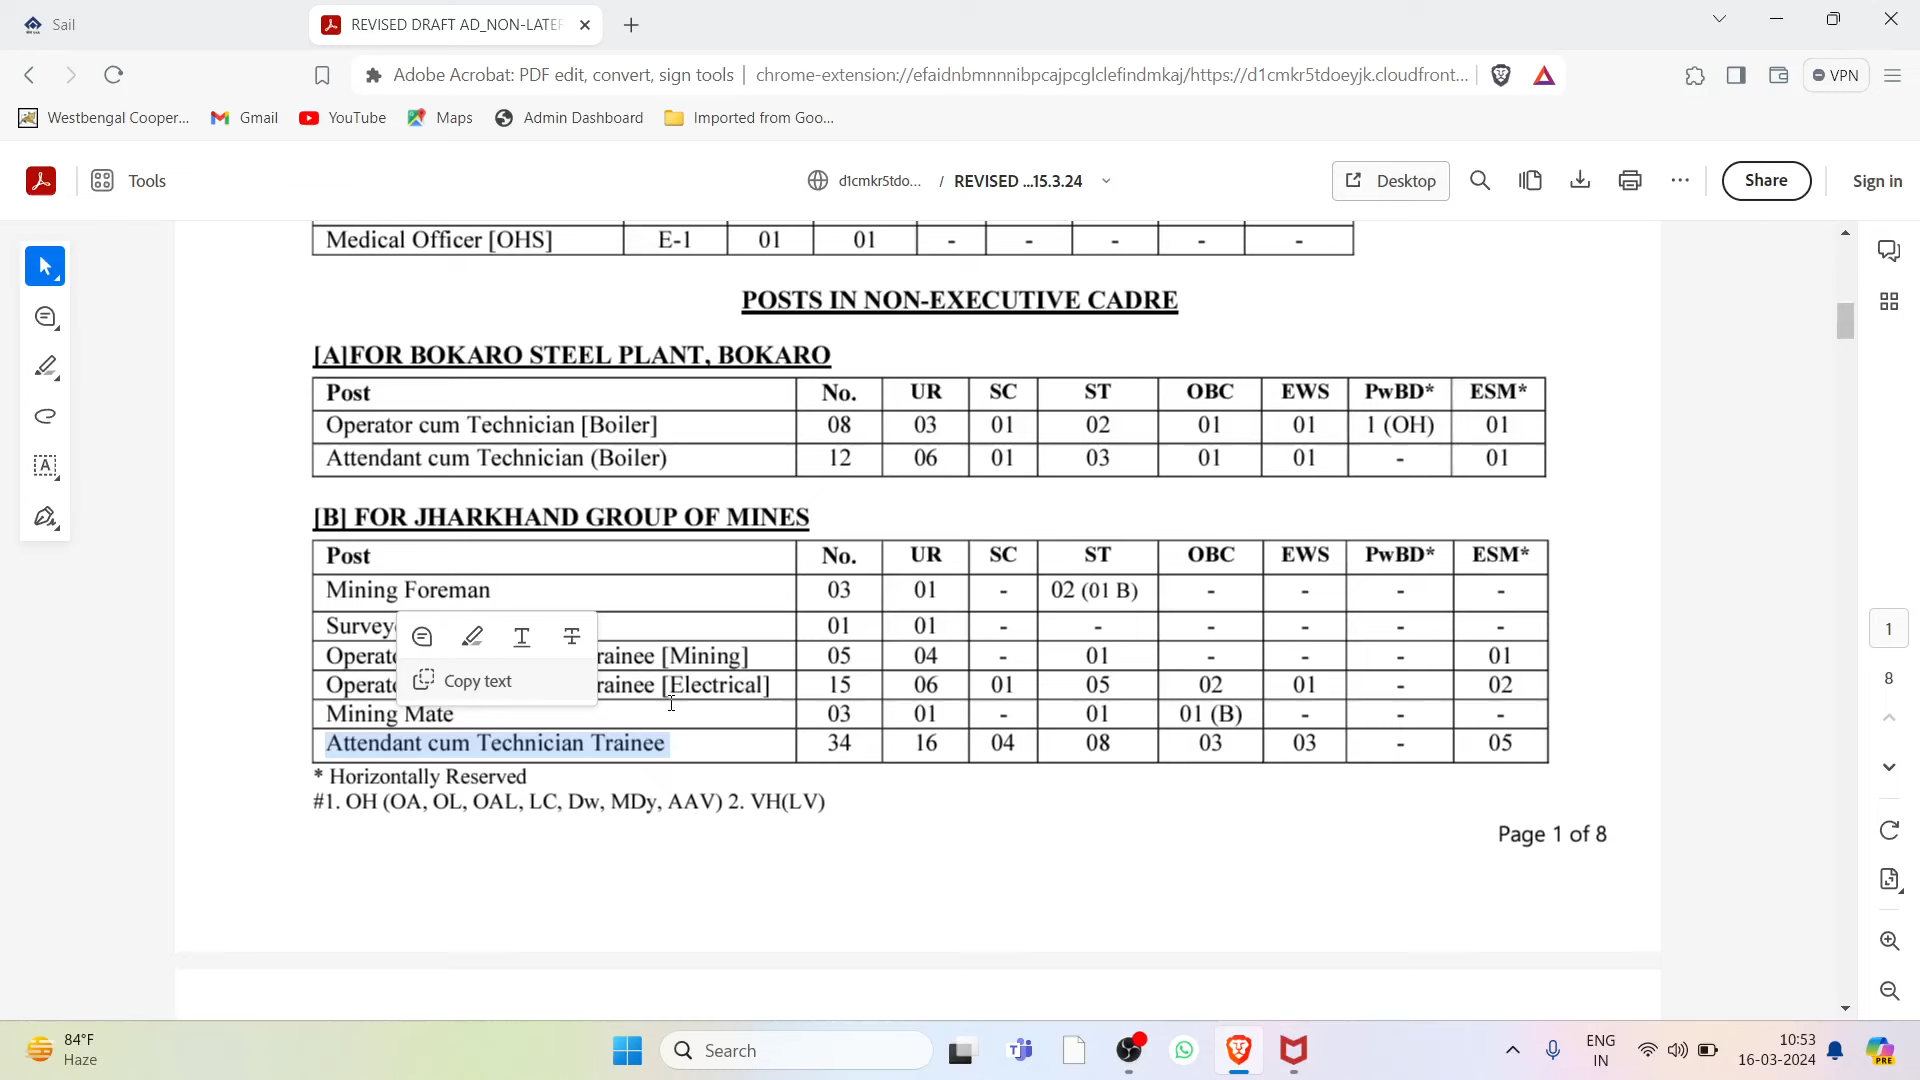 Sail
REVISED DRAFT AD_NON-LATE
Adobe Acrobat: PDF edit, convert, sign tools | chrome-extension://efaidnbmnnnibpcajpcglclefindmkaj/https://d1cmkr5tdoeyjk.cloudfront...
VPN
Westbengal Cooper... Gmail YouTube Maps Admin Dashboard Imported from Goo...
Tools
d1cmkr5tdo... / REVISED ...15.3.24
Desktop
Share
Sign in
Medical Officer [OHS] E-1 01 01 - - - - -
POSTS IN NON-EXECUTIVE CADRE
[A]FOR BOKARO STEEL PLANT, BOKARO
Post No. UR SC ST OBC EWS PwBD* ESM*
Operator cum Technician [Boiler] 08 03 01 02 01 01 1 (OH) 01
Attendant cum Technician (Boiler) 12 06 01 03 01 01 - 01
[B] FOR JHARKHAND GROUP OF MINES
Post No. UR SC ST OBC EWS PwBD* ESM*
Mining Foreman 03 01 - 02 (01 B) - - - -
Surve 01 01 - - - - - -
Operat rainee [Mining] 05 04 - 01 - - - 01
Operat rainee [Electrical] 15 06 01 05 02 01 - 02
Copy text
Mining Mate 03 01 - 01 01 (B) - - -
Attendant cum Technician Trainee 34 16 04 08 03 03 - 05
* Horizontally Reserved
#1. OH (OA, OL, OAL, LC, Dw, MDy, AAV) 2. VH(LV)
Page 1 of 8
1
8
84°F
Haze
Search
ENG
IN
10:53
16-03-2024
PRE